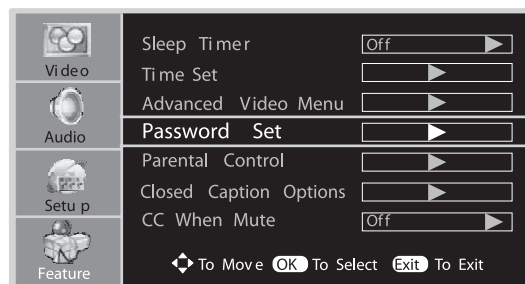 Video
Audio
Setup
Feature
Sleep Timer Off
Time Set
Advanced Video Menu
Password Set
Parental Control
Closed Caption Options
CC When Mute Off
To Move OK To Select Exit To Exit